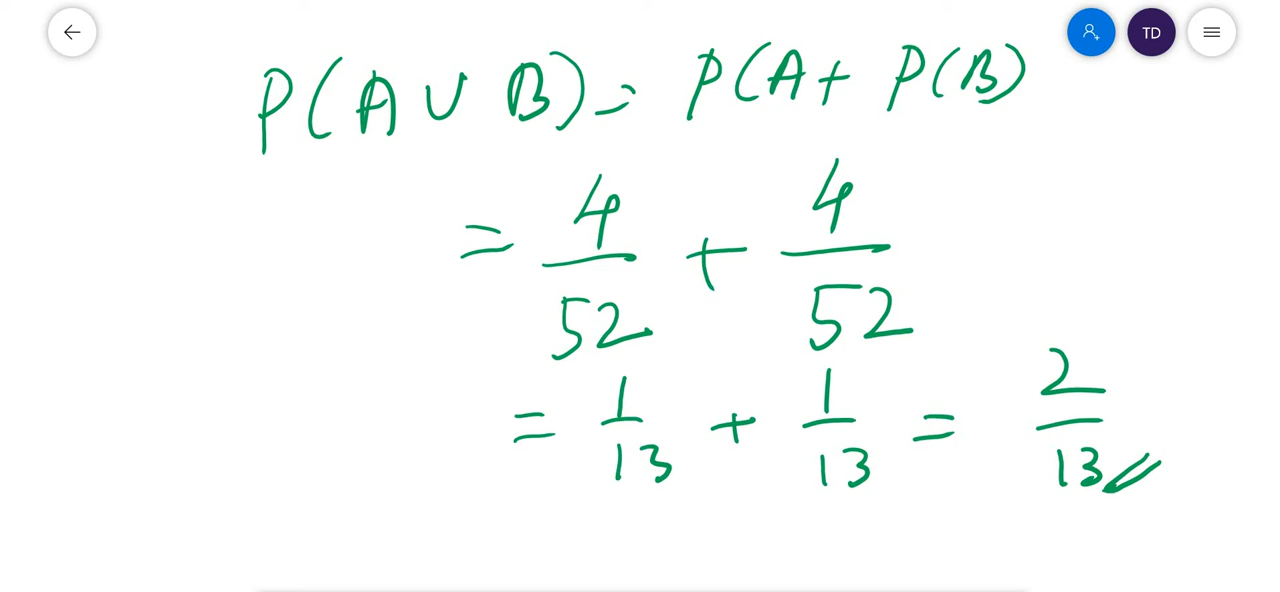 TD
P(A ∪ B) = P(A + P(B)
= 4/52 + 4/52
= 1/13 + 1/13 = 2/13